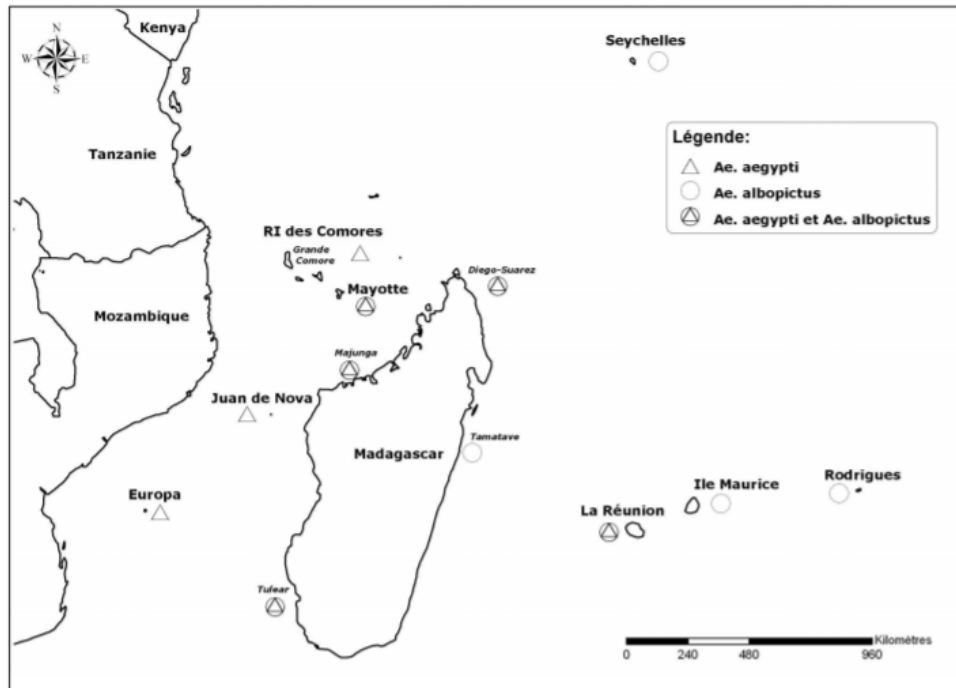 Kenya
N
W E
S
Seychelles
Légende:
Ae. aegypti
Ae. albopictus
Ae. aegypti et Ae. albopictus
Tanzanie
RI des Comores
Grande
Comore
Diego-Suarez
Mayotte
Mozambique
Majunga
Juan de Nova
Tamatave
Madagascar
Europa
Ile Maurice
Rodrigues
La Réunion
Tulear
Kilomètres
0 240 480 960